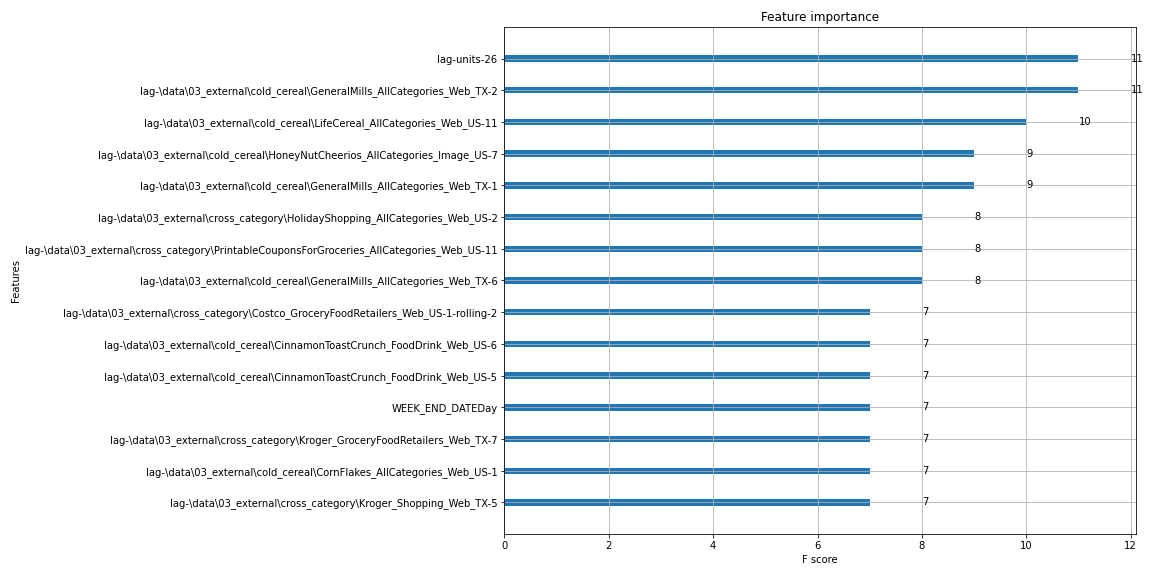 Feature importance
lag-units-26 11
lag-\data\03_external\cold_cereal\GeneralMills_AllCategories_Web_TX-2 11
lag-\data\03_external\cold_cereal\LifeCereal_AllCategories_Web_US-11 10
lag-\data\03_external\cold_cereal\HoneyNutCheerios_AllCategories_Image_US-7 9
lag-\data\03_external\cold_cereal\GeneralMills_AllCategories_Web_TX-1 9
lag-\data\03_external\cross_category\HolidayShopping_AllCategories_Web_US-2 8
lag-\data\03_external\cross_category\PrintableCouponsForGroceries_AllCategories_Web_US-11 8
lag-\data\03_external\cold_cereal\GeneralMills_AllCategories_Web_TX-6 8
lag-\data\03_external\cross_category\Costco_GroceryFoodRetailers_Web_US-1-rolling-2 7
lag-\data\03_external\cold_cereal\CinnamonToastCrunch_FoodDrink_Web_US-6 7
lag-\data\03_external\cold_cereal\CinnamonToastCrunch_FoodDrink_Web_US-5 7
WEEK_END_DATEDay 7
lag-\data\03_external\cross_category\Kroger_GroceryFoodRetailers_Web_TX-7 7
lag-\data\03_external\cold_cereal\CornFlakes_AllCategories_Web_US-1 7
lag-\data\03_external\cross_category\Kroger_Shopping_Web_TX-5 7
Features
0 2 4 6 8 10 12
F score